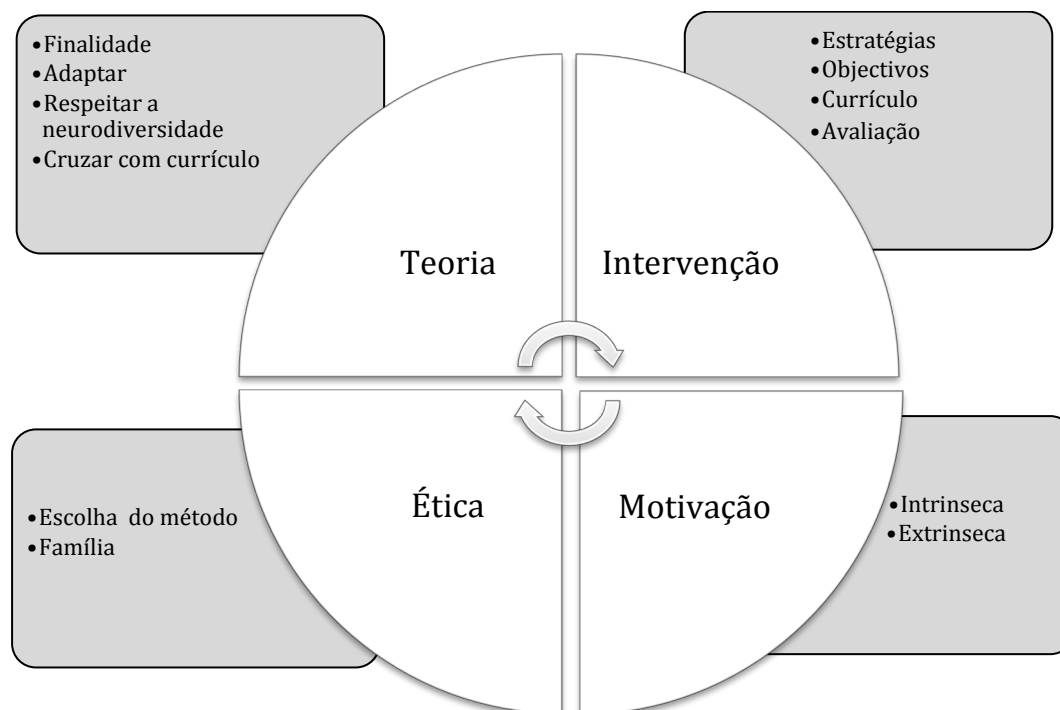 •Finalidade
•Adaptar
•Respeitar a
neurodiversidade
•Cruzar com currículo
•Estratégias
•Objectivos
•Currículo
•Avaliação
Teoria
Intervenção
Ética
Motivação
•Escolha do método
•Família
•Intrinseca
•Extrinseca